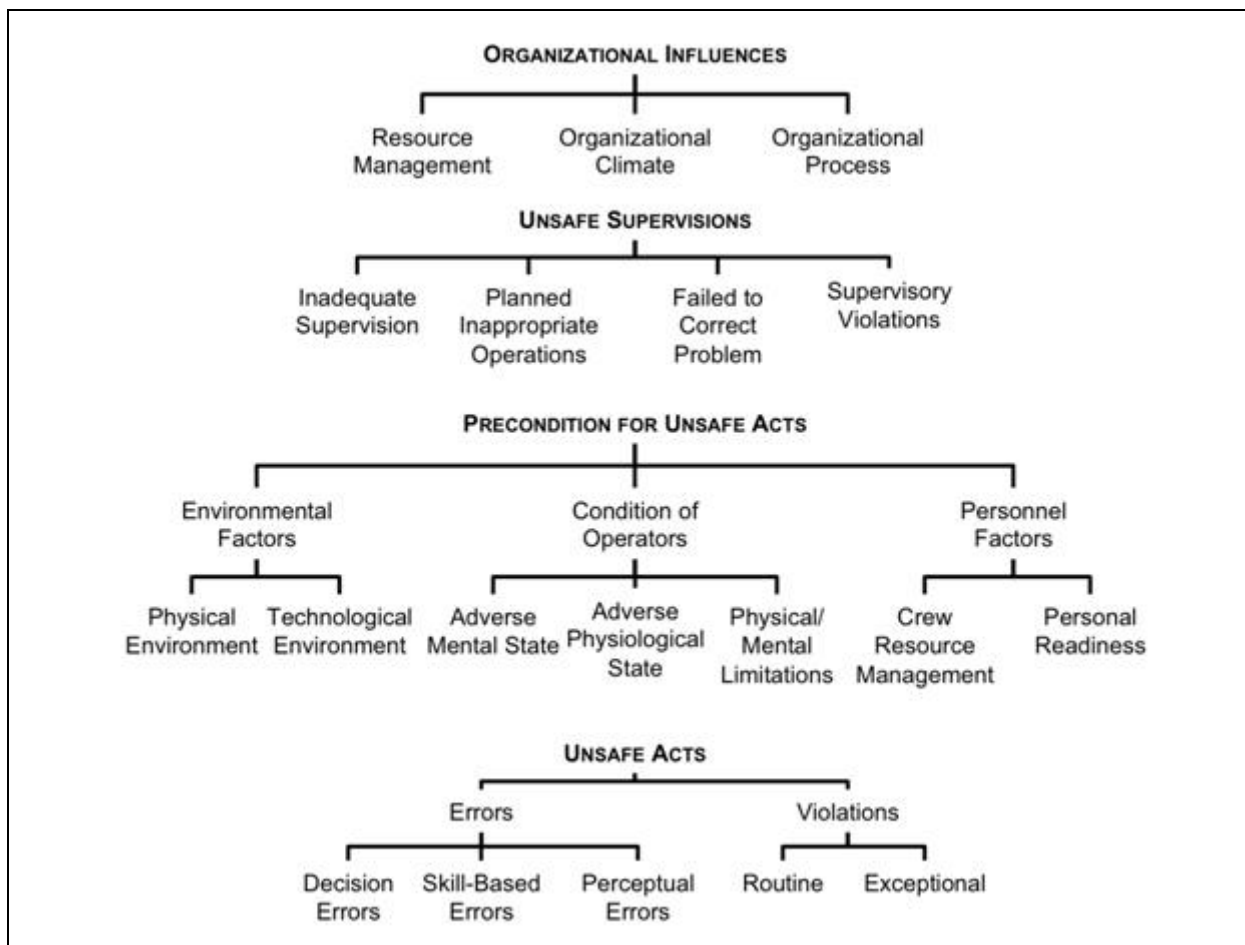 ORGANIZATIONAL INFLUENCES
Resource
Management
Organizational
Climate
Organizational
Process
UNSAFE SUPERVISIONS
Inadequate
Supervision
Planned
Inappropriate
Operations
Failed to
Correct
Problem
Supervisory
Violations
PRECONDITION FOR UNSAFE ACTS
Environmental
Factors
Condition of
Operators
Personnel
Factors
Physical
Environment
Technological
Environment
Adverse
Mental State
Adverse
Physiological
State
Physical/
Mental
Limitations
Crew
Resource
Management
Personal
Readiness
UNSAFE ACTS
Errors
Violations
Decision
Errors
Skill-Based
Errors
Perceptual
Errors
Routine
Exceptional